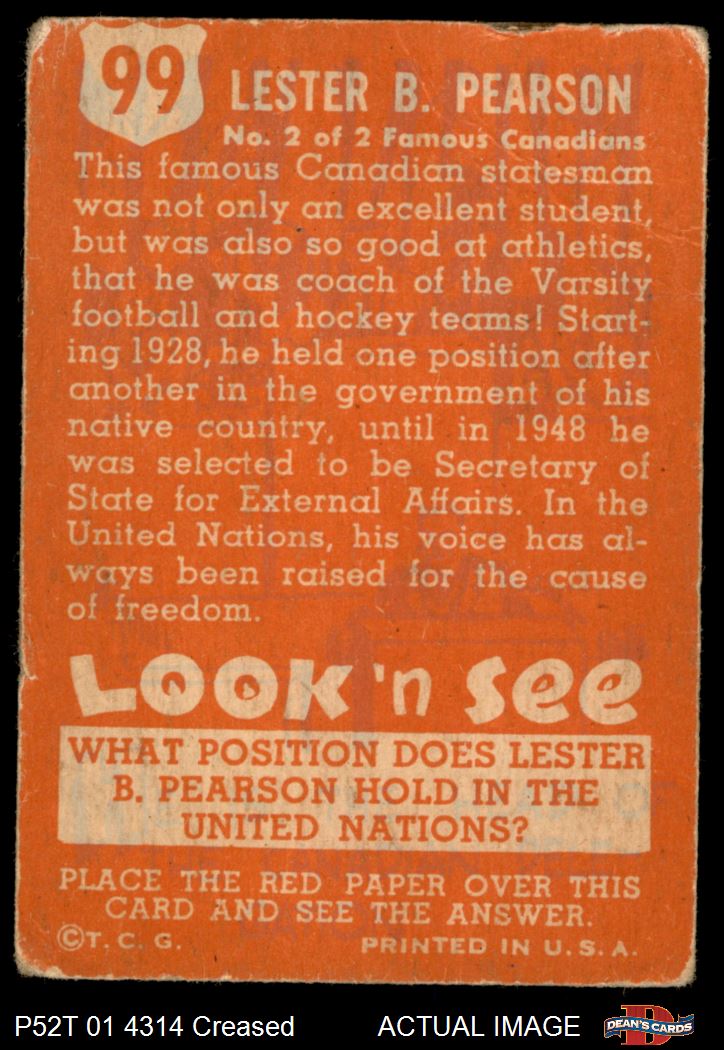 99
LESTER B. PEARSON
No. 2 of 2 Famous Canadians
This famous Canadian statesman
was not only an excellent student,
but was also so good at athletics,
that he was coach of the Varsity
football and hockey teams! Start-
ing 1928, he held one position after
another in the government of his
native country, until in 1948 he
was selected to be Secretary of
State for External Affairs. In the
United Nations, his voice has al-
ways been raised for the cause
of freedom.
LOOK 'n SEE
WHAT POSITION DOES LESTER
B. PEARSON HOLD IN THE
UNITED NATIONS?
PLACE THE RED PAPER OVER THIS
CARD AND SEE THE ANSWER.
©T. C. G. PRINTED IN U. S. A.
P52T 01 4314 Creased ACTUAL IMAGE DEAN'S CARDS